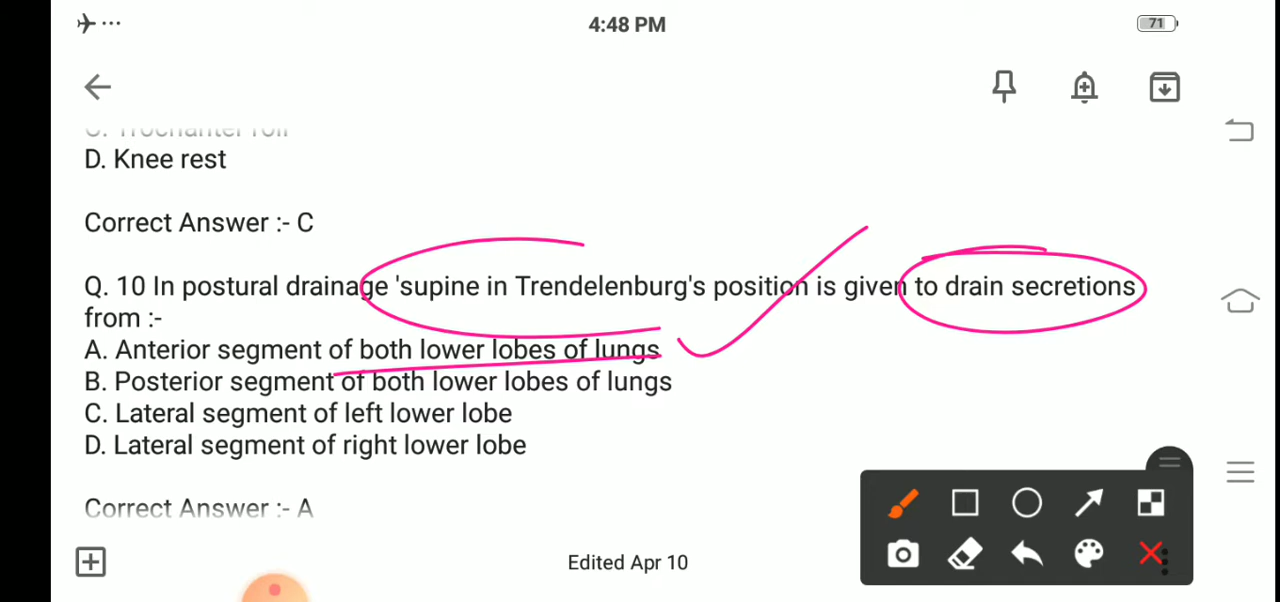 4:48 PM
71
C. Trochanter roll
D. Knee rest
Correct Answer :- C
Q. 10 In postural drainage 'supine in Trendelenburg's position is given to drain secretions
from :-
A. Anterior segment of both lower lobes of lungs
B. Posterior segment of both lower lobes of lungs
C. Lateral segment of left lower lobe
D. Lateral segment of right lower lobe
Correct Answer :- A
Edited Apr 10